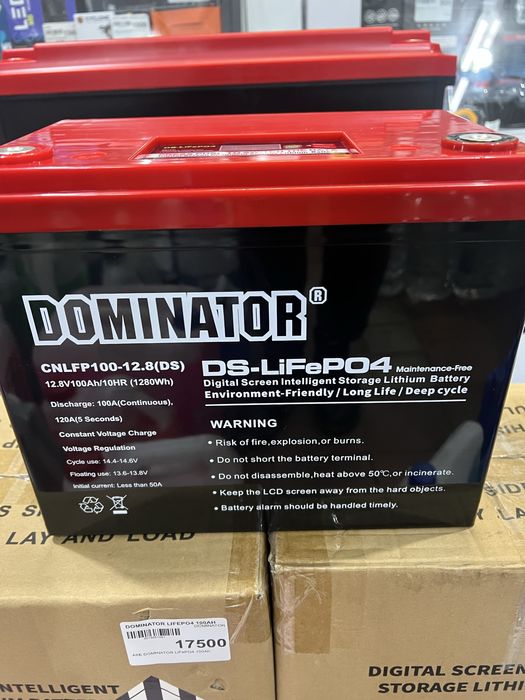 DS-LiFePO4
DOMINATOR®
CNLFP100-12.8(DS)
12.8V100Ah/10HR (1280Wh)
Discharge: 100A(Continuous),
120A(5 Seconds)
Constant Voltage Charge
Voltage Regulation
Cycle use: 14.4-14.6V
Floating use: 13.6-13.8V
Initial current: Less than 50A
DS-LiFePO4 Maintenance-Free
Digital Screen Intelligent Storage Lithium Battery
Environment-Friendly / Long Life / Deep cycle
WARNING
• Risk of fire,explosion,or burns.
• Do not short the battery terminal.
• Do not disassemble,heat above 50°C,or incinerate.
• Keep the LCD screen away from the hard objects.
• Battery alarm should be handled timely.
LAY AND LOAD
DOMINATOR LIFEPO4 100AH
DOMINATOR
17500
INTELLIGENT
DIGITAL SCREEN
STORAGE LITHIUM